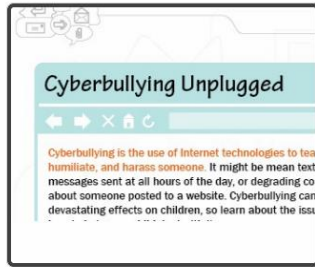 Cyberbullying Unplugged
Cyberbullying is the use of Internet technologies to
humiliate, and harass someone. It might be mean text
messages sent at all hours of the day, or degrading
about someone posted to a website. Cyberbullying can
devastating effects on children, so learn about the